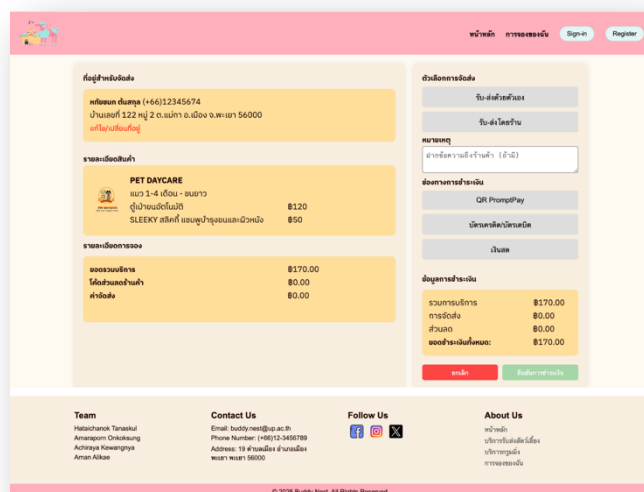 หน้าหลัก การจองของฉัน Sign-in Register
ที่อยู่สำหรับจัดส่ง
หทัยชนก ต้นสกุล (+66)12345674
บ้านเลขที่ 122 หมู่ 2 ต.แม่กา อ.เมือง จ.พะเยา 56000
แก้ไข/เปลี่ยนที่อยู่
รายละเอียดสินค้า
PET DAYCARE
แมว 1-4 เดือน - ขนยาว
ตู้เป่าขนอัตโนมัติ ฿120
SLEEKY สลิคกี้ แชมพูบำรุงขนและผิวหนัง ฿50
รายละเอียดการจอง
ยอดรวมบริการ ฿170.00
โค้ดส่วนลดร้านค้า ฿0.00
ค่าจัดส่ง ฿0.00
ตัวเลือกการจัดส่ง
รับ-ส่งด้วยตัวเอง
รับ-ส่งโดยร้าน
หมายเหตุ
ฝากข้อความถึงร้านค้า (ถ้ามี)
ช่องทางการชำระเงิน
QR PromptPay
บัตรเครดิต/บัตรเดบิต
เงินสด
ข้อมูลการชำระเงิน
รวมการบริการ ฿170.00
การจัดส่ง ฿0.00
ส่วนลด ฿0.00
ยอดชำระเงินทั้งหมด: ฿170.00
ยกเลิก ยืนยันการชำระเงิน
Team
Hataichanok Tanaskul
Amaraporn Onkoksung
Achiraya Kewangnya
Aman Alikae
Contact Us
Email: buddy.nest@up.ac.th
Phone Number: (+66)12-3456789
Address: 19 ตำบลเมือง อำเภอเมือง
พะเยา พะเยา 56000
Follow Us
About Us
หน้าหลัก
บริการรับฝากสัตว์เลี้ยง
บริการกรูมมิ่ง
การจองของฉัน
© 2025 Buddy Nest. All Rights Reserved.